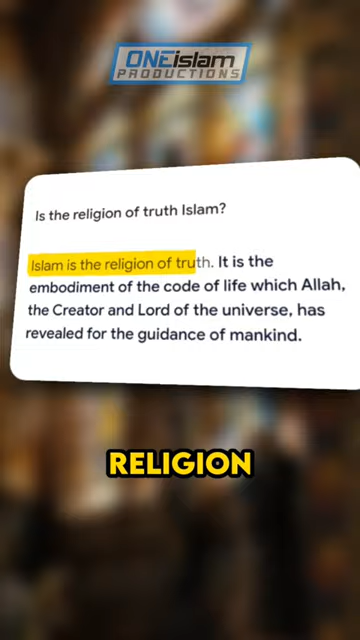 ONEislam
PRODUCTIONS
Is the religion of truth Islam?
Islam is the religion of truth. It is the
embodiment of the code of life which Allah,
the Creator and Lord of the universe, has
revealed for the guidance of mankind.
RELIGION